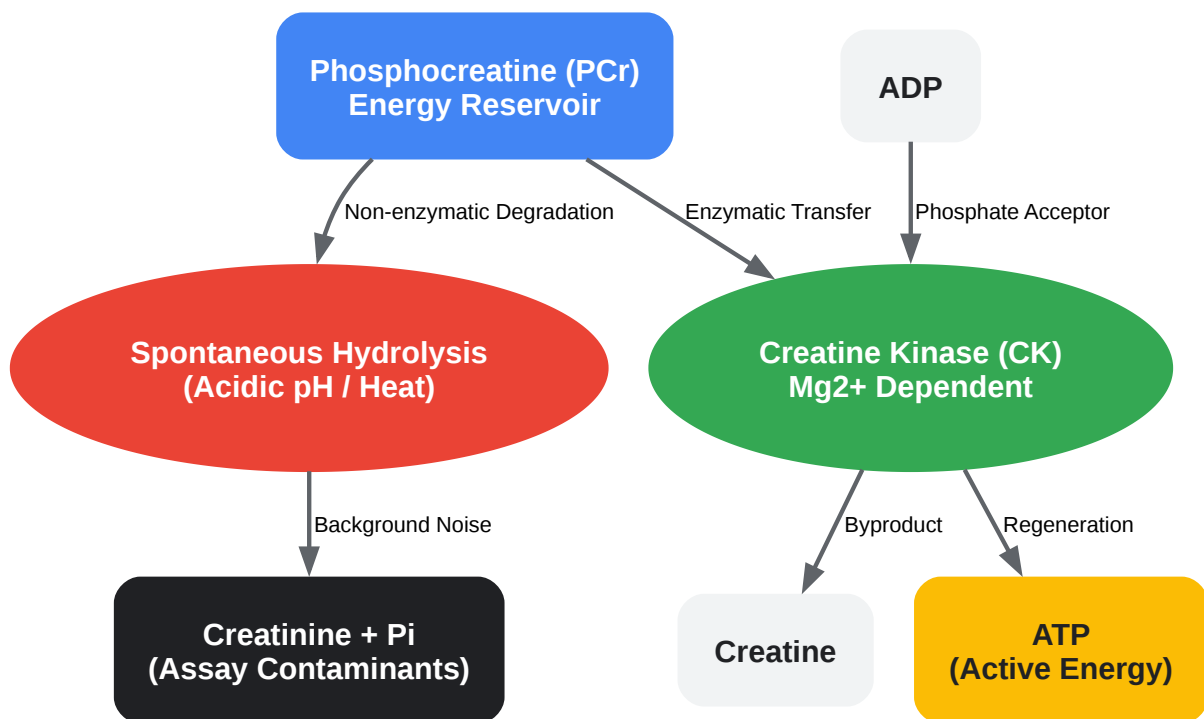 Phosphocreatine (PCr)
Energy Reservoir
ADP
Non-enzymatic Degradation
Enzymatic Transfer
Phosphate Acceptor
Spontaneous Hydrolysis
(Acidic pH / Heat)
Creatine Kinase (CK)
Mg2+ Dependent
Background Noise
Byproduct
Regeneration
Creatinine + Pi
(Assay Contaminants)
Creatine
ATP
(Active Energy)